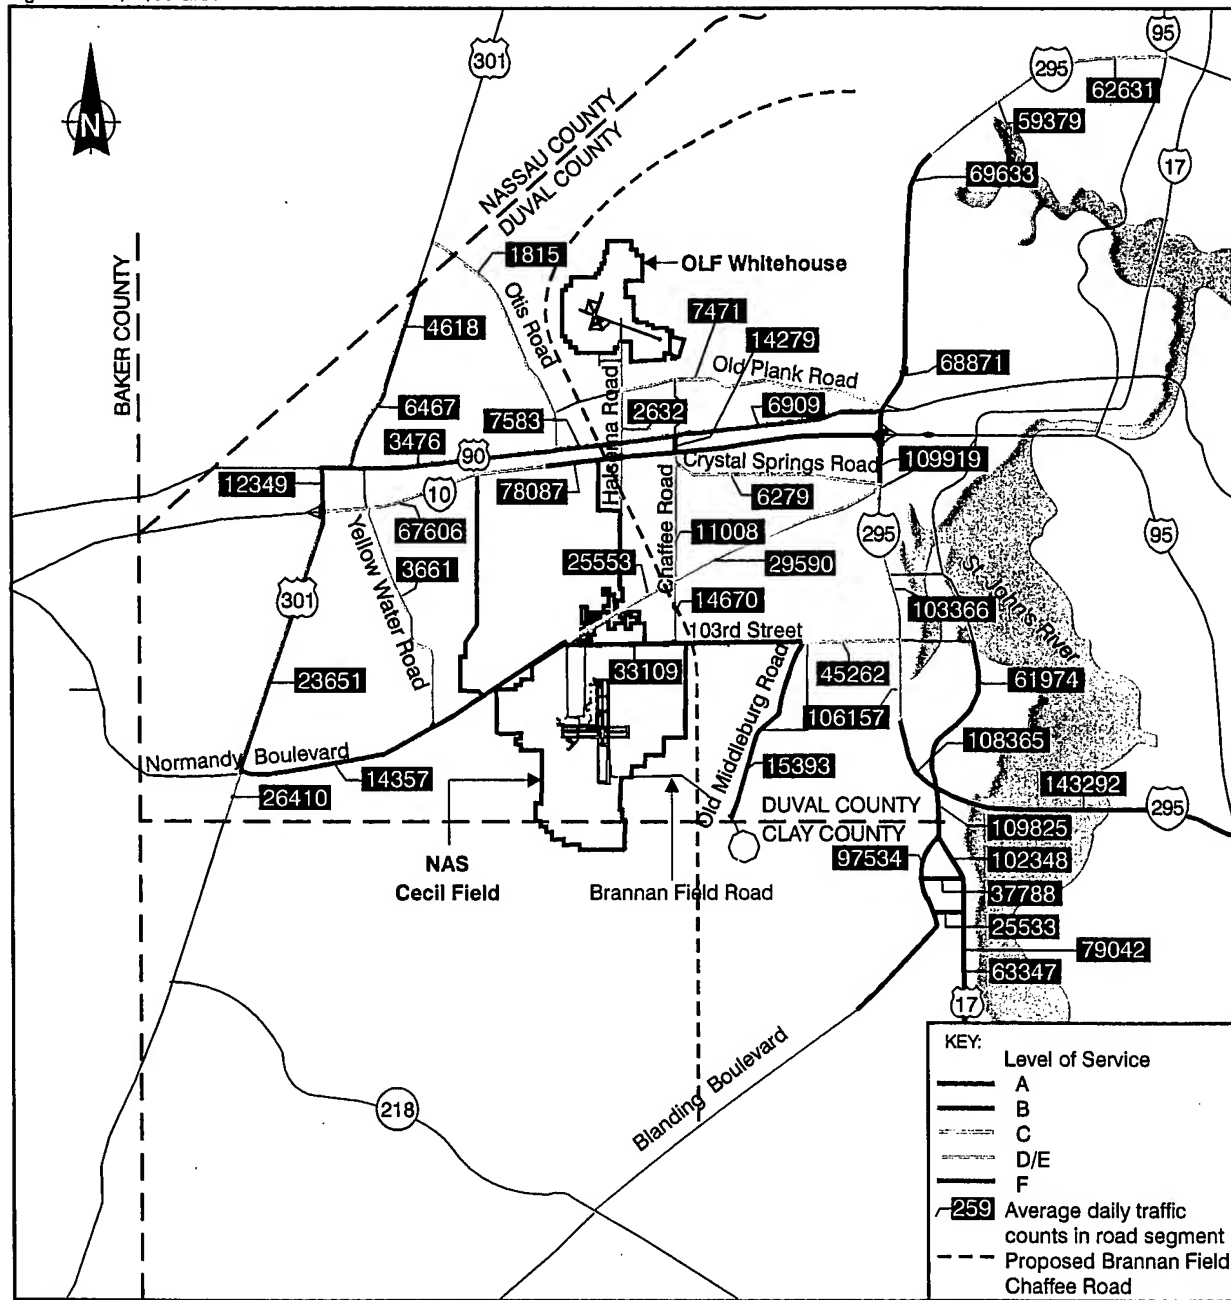 95
301
295
62631
59379
N
17
69633
NASSAU COUNTY
DUVAL COUNTY
1815
OLF Whitehouse
BAKER COUNTY
Otis Road
4618
7471
14279
68871
Old Plank Road
Halsema Road
6467
7583
2632
6909
3476
90
Crystal Springs Road
109919
12349
10
78087
6279
Chaffee Road
67606
11008
295
95
Yellow Water Road
3661
25553
29590
301
14670
103366
St. John's River
103rd Street
33109
45262
23651
61974
106157
Old Middleburg Road
108365
Normandy Boulevard
14357
15393
143292
26410
295
DUVAL COUNTY
CLAY COUNTY
109825
97534
102348
NAS
Cecil Field
Brannan Field Road
37788
25533
79042
63347
17
Blanding Boulevard
218
KEY:
Level of Service
A
B
C
D/E
F
259 Average daily traffic
counts in road segment
Proposed Brannan Field
Chaffee Road